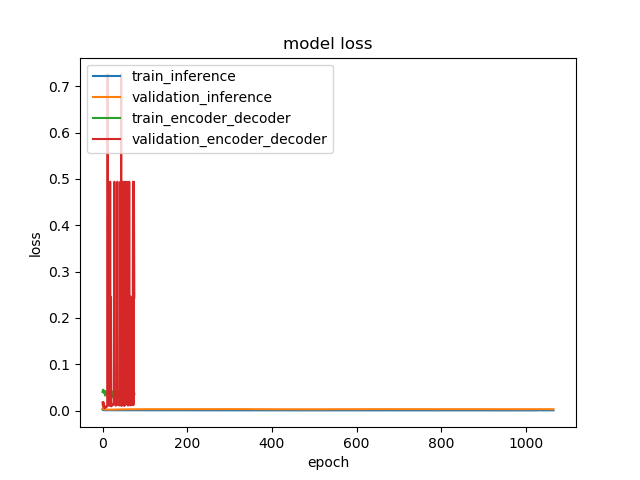 model loss
train_inference
validation_inference
train_encoder_decoder
validation_encoder_decoder
0.7
0.6
0.5
0.4
0.3
0.2
0.1
0.0
loss
0 200 400 600 800 1000
epoch